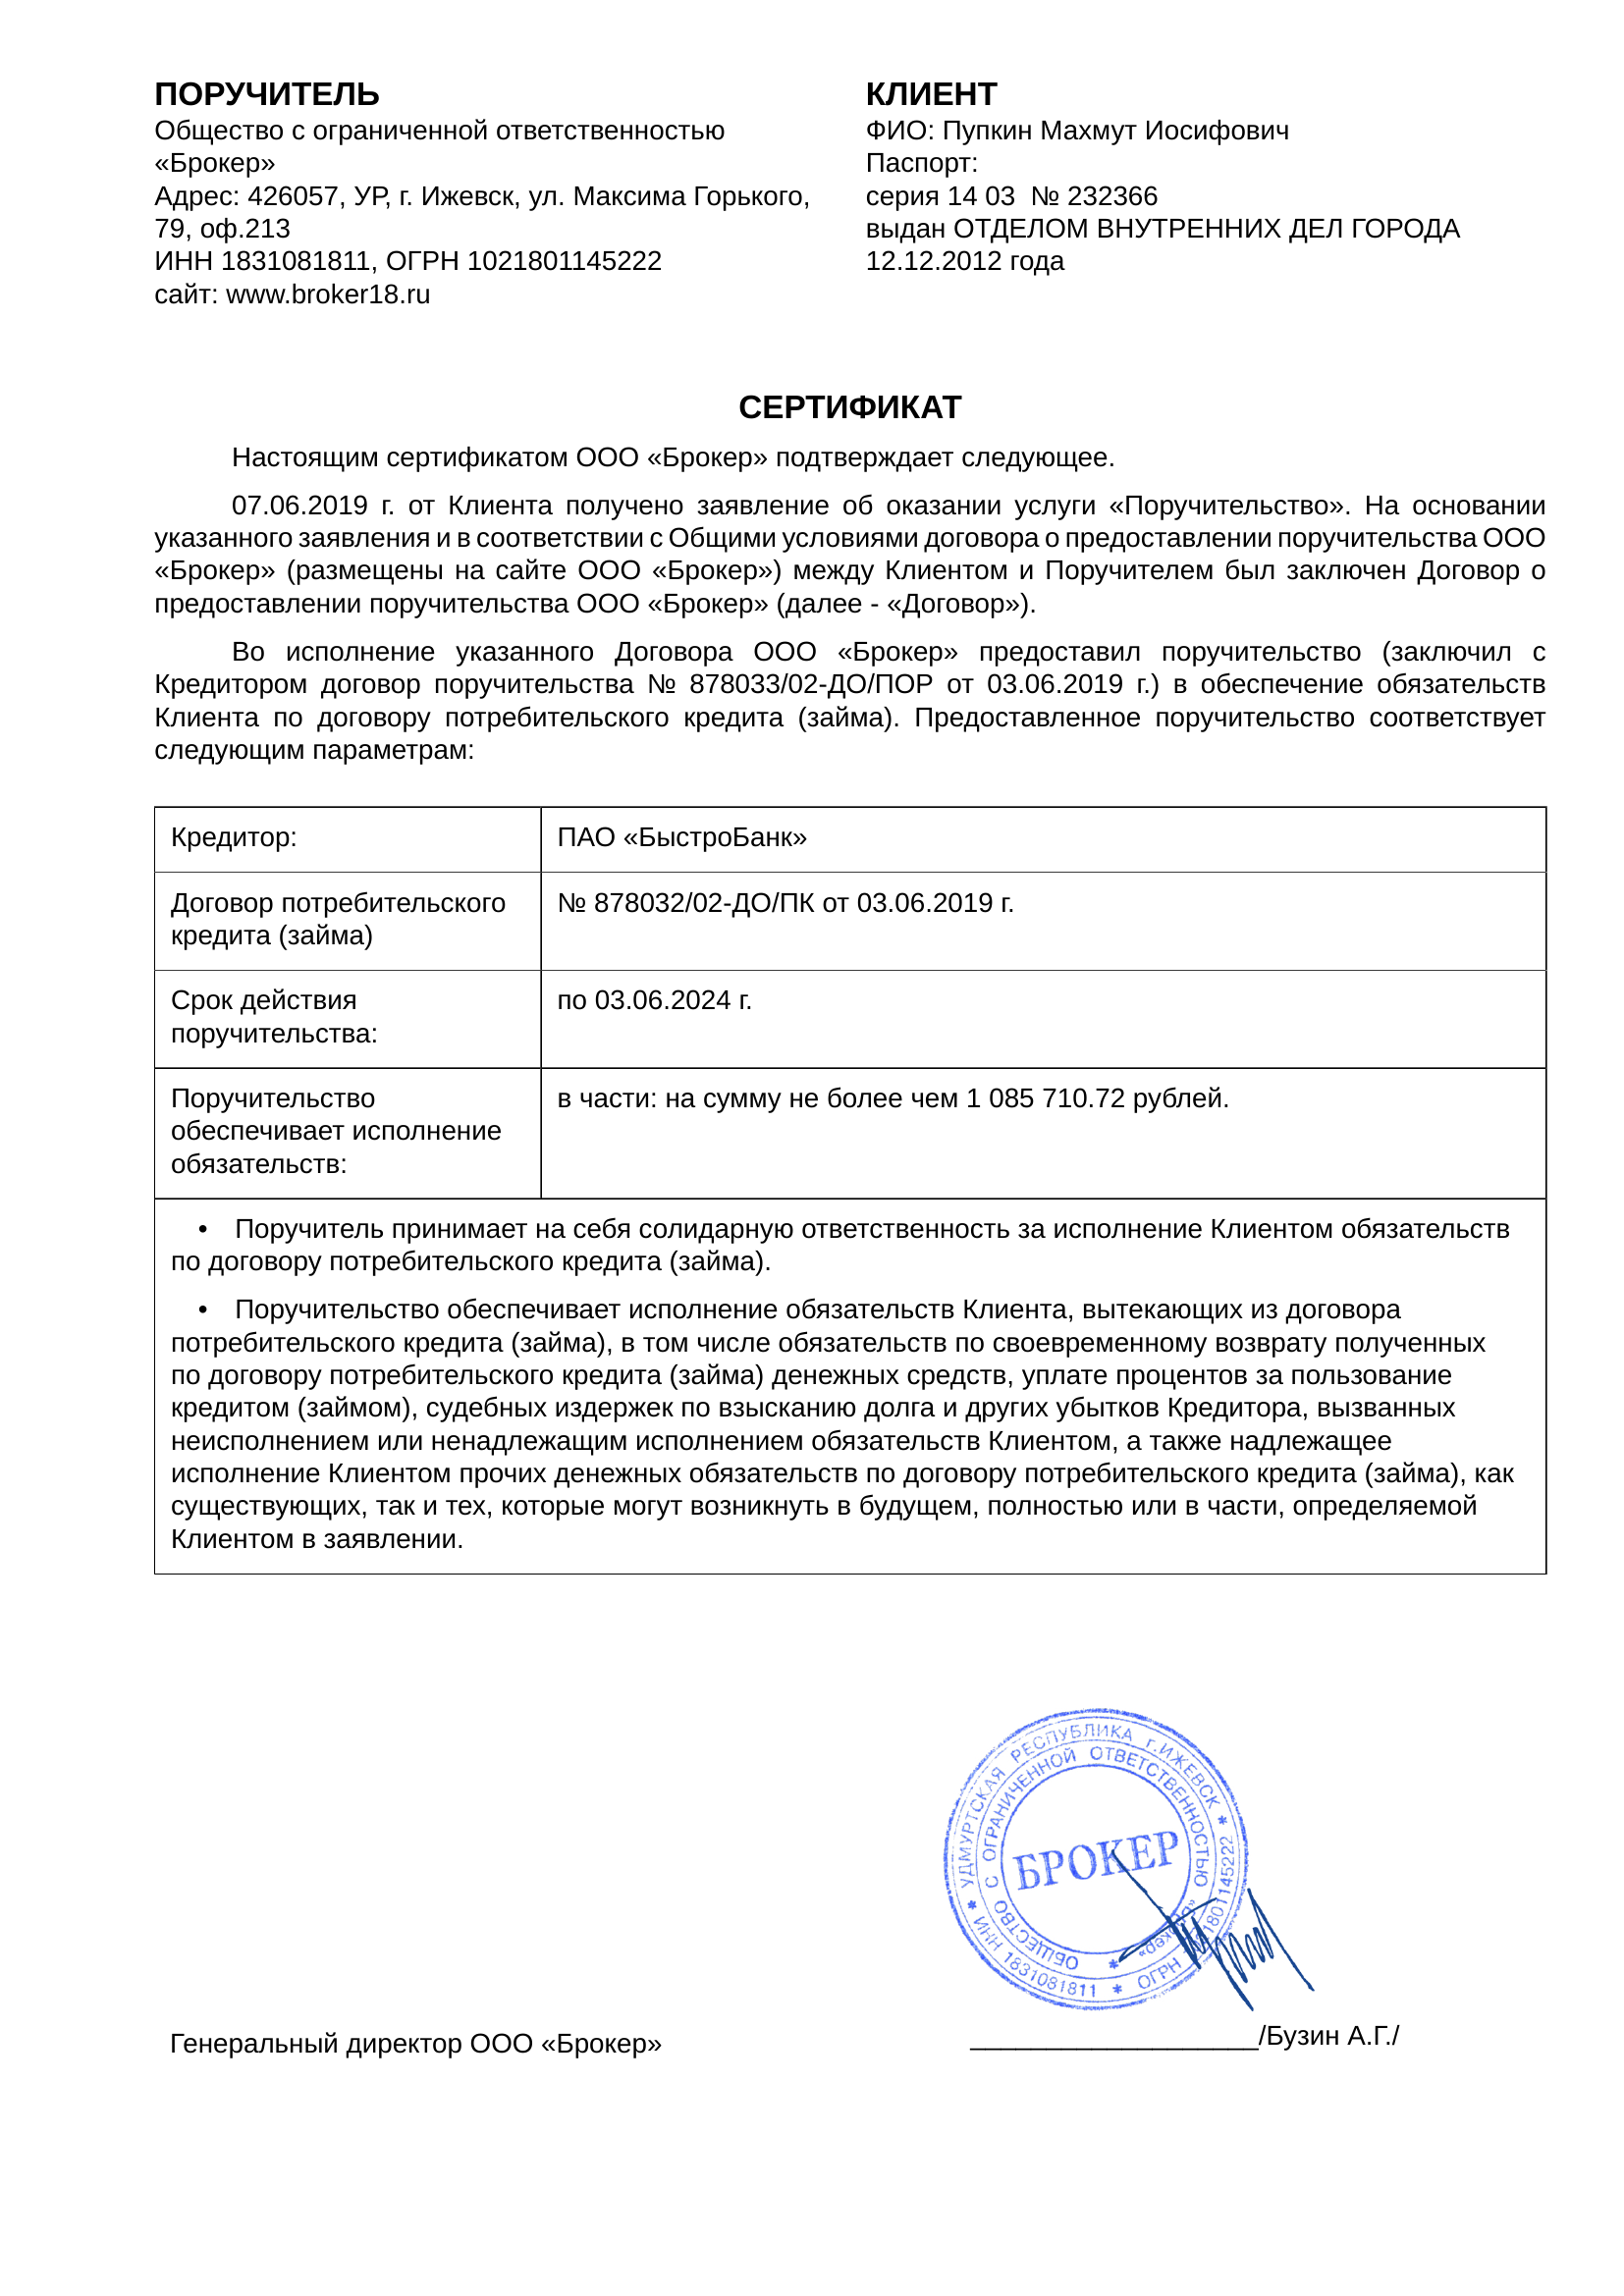 ПОРУЧИТЕЛЬ
Общество с ограниченной ответственностью
«Брокер»
Адрес: 426057, УР, г. Ижевск, ул. Максима Горького,
79, оф.213
ИНН 1831081811, ОГРН 1021801145222
сайт: www.broker18.ru
КЛИЕНТ
ФИО: Пупкин Махмут Иосифович
Паспорт:
серия 14 03  № 232366
выдан ОТДЕЛОМ ВНУТРЕННИХ ДЕЛ ГОРОДА
12.12.2012 года
СЕРТИФИКАТ
Настоящим сертификатом ООО «Брокер» подтверждает следующее.
07.06.2019 г. от Клиента получено заявление об оказании услуги «Поручительство». На основании
указанного заявления и в соответствии с Общими условиями договора о предоставлении поручительства ООО
«Брокер» (размещены на сайте ООО «Брокер») между Клиентом и Поручителем был заключен Договор о
предоставлении поручительства ООО «Брокер» (далее - «Договор»).
Во исполнение указанного Договора ООО «Брокер» предоставил поручительство (заключил с
Кредитором договор поручительства № 878033/02-ДО/ПОР от 03.06.2019 г.) в обеспечение обязательств
Клиента по договору потребительского кредита (займа). Предоставленное поручительство соответствует
следующим параметрам:
Кредитор:
ПАО «БыстроБанк»
Договор потребительского
кредита (займа)
№ 878032/02-ДО/ПК от 03.06.2019 г.
Срок действия
поручительства:
по 03.06.2024 г.
Поручительство
обеспечивает исполнение
обязательств:
в части: на сумму не более чем 1 085 710.72 рублей.
• Поручитель принимает на себя солидарную ответственность за исполнение Клиентом обязательств
по договору потребительского кредита (займа).
• Поручительство обеспечивает исполнение обязательств Клиента, вытекающих из договора
потребительского кредита (займа), в том числе обязательств по своевременному возврату полученных
по договору потребительского кредита (займа) денежных средств, уплате процентов за пользование
кредитом (займом), судебных издержек по взысканию долга и других убытков Кредитора, вызванных
неисполнением или ненадлежащим исполнением обязательств Клиентом, а также надлежащее
исполнение Клиентом прочих денежных обязательств по договору потребительского кредита (займа), как
существующих, так и тех, которые могут возникнуть в будущем, полностью или в части, определяемой
Клиентом в заявлении.
УДМУРТСКАЯ РЕСПУБЛИКА г.ИЖЕВСК
ИНН 1831081811 * ОГРН 1021801145222
ОБЩЕСТВО С ОГРАНИЧЕННОЙ ОТВЕТСТВЕННОСТЬЮ «Брокер»
БРОКЕР
Генеральный директор ООО «Брокер»
___________________/Бузин А.Г./